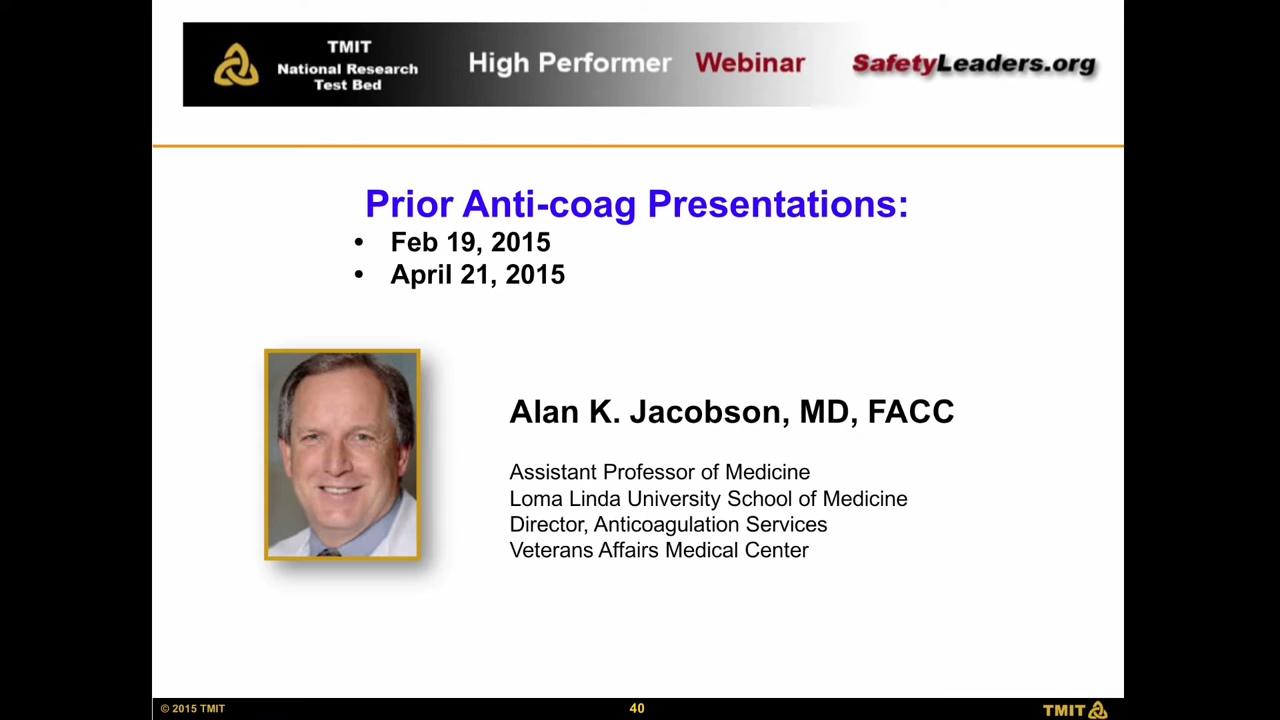 TMIT
National Research
Test Bed
High Performer Webinar
SafetyLeaders.org
Prior Anti-coag Presentations:
• Feb 19, 2015
• April 21, 2015
Alan K. Jacobson, MD, FACC
Assistant Professor of Medicine
Loma Linda University School of Medicine
Director, Anticoagulation Services
Veterans Affairs Medical Center
© 2015 TMIT
40
TMIT